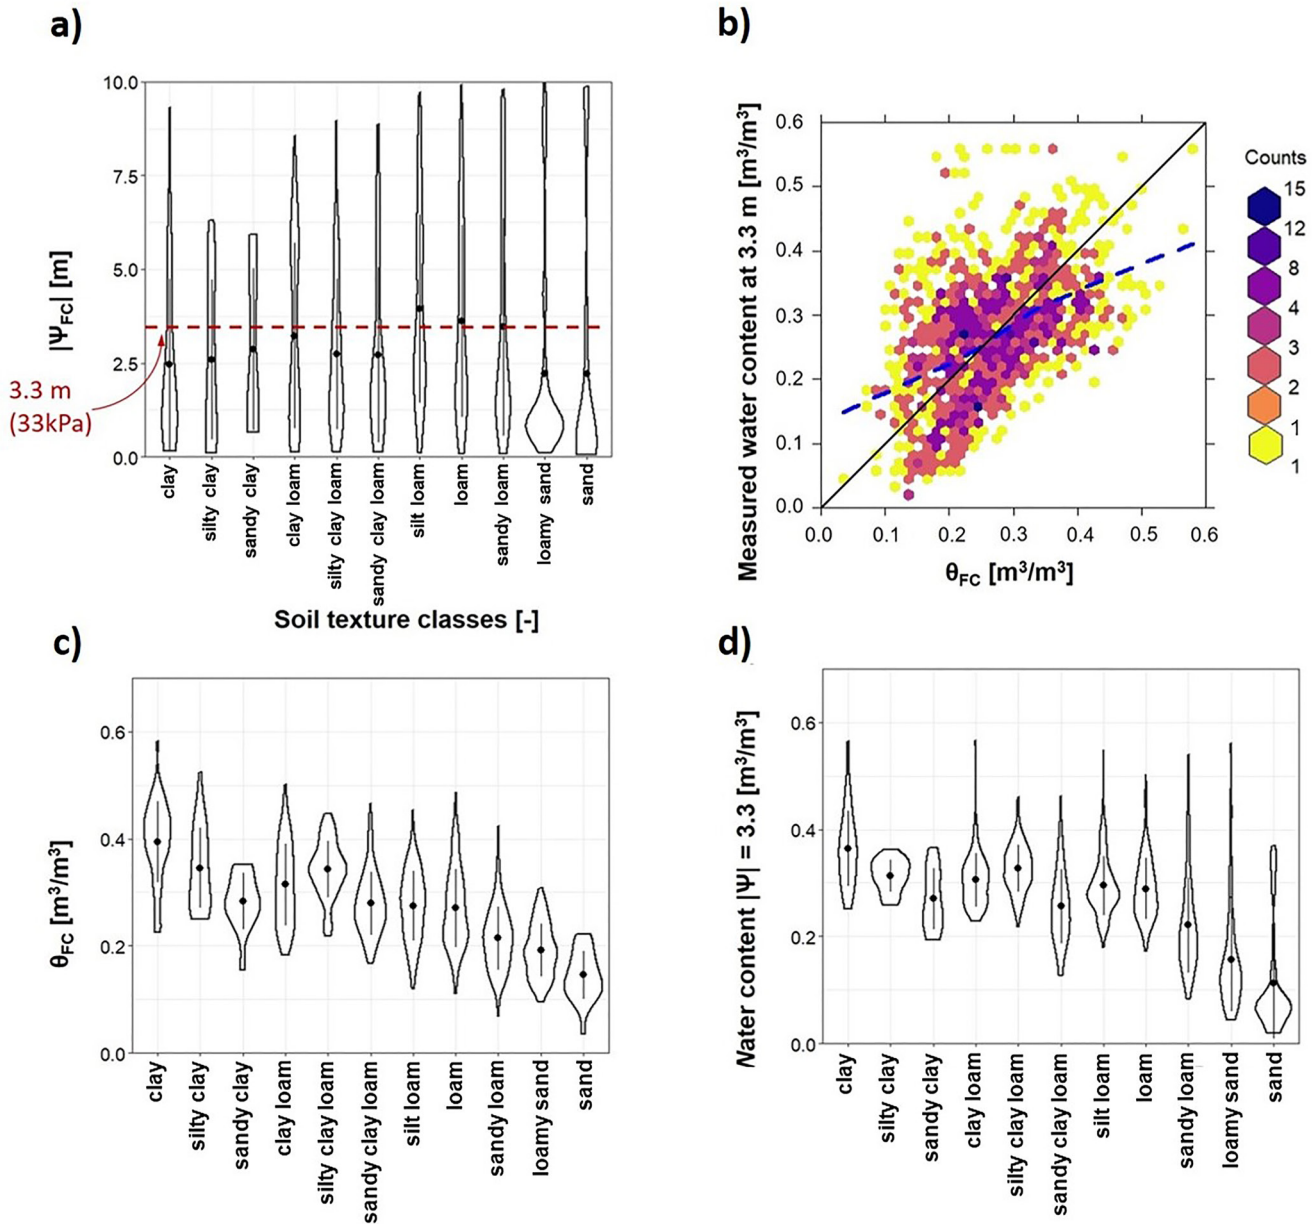 a)
10.0
7.5
5.0
2.5
0.0
|ΨFC| [m]
3.3 m
(33kPa)
clay
silty clay
sandy clay
clay loam
silty clay loam
sandy clay loam
silt loam
loam
sandy loam
loamy sand
sand
Soil texture classes [-]
b)
0.6
0.5
0.4
0.3
0.2
0.1
0.0
Measured water content at 3.3 m [m³/m³]
0.0 0.1 0.2 0.3 0.4 0.5 0.6
θFC [m³/m³]
Counts
15
12
8
4
3
2
1
1
c)
0.6
0.4
0.2
0.0
θFC [m³/m³]
clay
silty clay
sandy clay
clay loam
silty clay loam
sandy clay loam
silt loam
loam
sandy loam
loamy sand
sand
d)
0.6
0.4
0.2
0.0
Water content |Ψ| = 3.3 [m³/m³]
clay
silty clay
sandy clay
clay loam
silty clay loam
sandy clay loam
silt loam
loam
sandy loam
loamy sand
sand